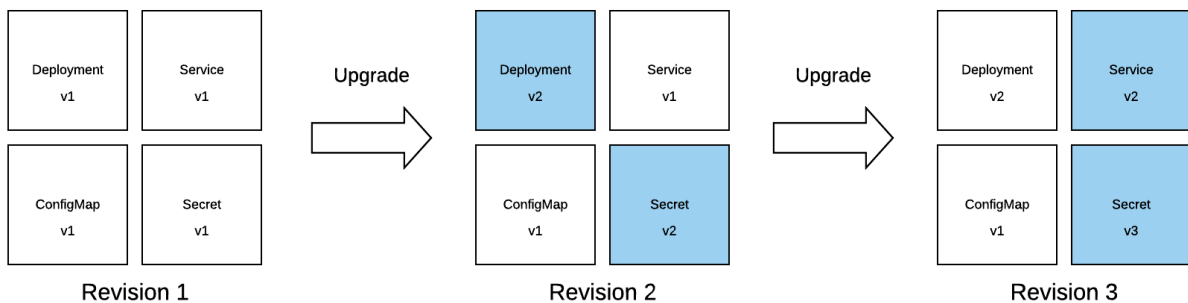 Deployment
v1
Service
v1
ConfigMap
v1
Secret
v1
Revision 1
Upgrade
Deployment
v2
Service
v1
ConfigMap
v1
Secret
v2
Revision 2
Upgrade
Deployment
v2
Service
v2
ConfigMap
v1
Secret
v3
Revision 3